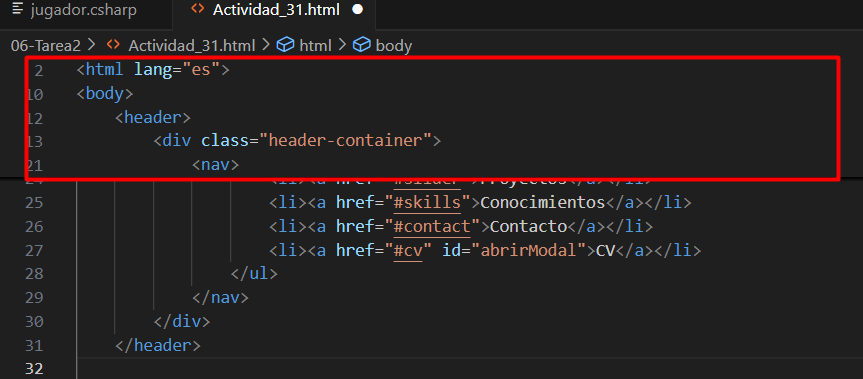 jugador.csharp
Actividad_31.html
06-Tarea2 > Actividad_31.html > html > body
2 <html lang="es">
10 <body>
12 <header>
13 <div class="header-container">
21 <nav>
24 <li><a href="#slider">Proyectos</a></li>
25 <li><a href="#skills">Conocimientos</a></li>
26 <li><a href="#contact">Contacto</a></li>
27 <li><a href="#cv" id="abrirModal">CV</a></li>
28 </ul>
29 </nav>
30 </div>
31 </header>
32